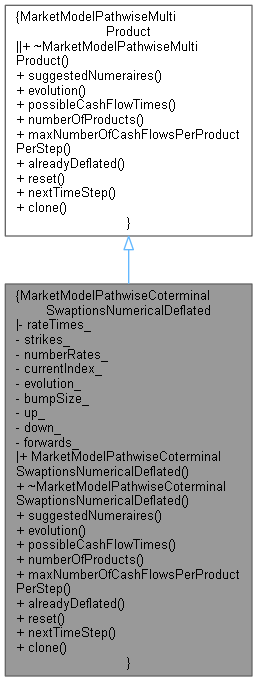 {MarketModelPathwiseMulti
Product
||+ ~MarketModelPathwiseMulti
Product()
+ suggestedNumeraires()
+ evolution()
+ possibleCashFlowTimes()
+ numberOfProducts()
+ maxNumberOfCashFlowsPerProduct
PerStep()
+ alreadyDeflated()
+ reset()
+ nextTimeStep()
+ clone()
}
{MarketModelPathwiseCoterminal
SwaptionsNumericalDeflated
|- rateTimes_
- strikes_
- numberRates_
- currentIndex_
- evolution_
- bumpSize_
- up_
- down_
- forwards_
|+ MarketModelPathwiseCoterminal
SwaptionsNumericalDeflated()
+ ~MarketModelPathwiseCoterminal
SwaptionsNumericalDeflated()
+ suggestedNumeraires()
+ evolution()
+ possibleCashFlowTimes()
+ numberOfProducts()
+ maxNumberOfCashFlowsPerProduct
PerStep()
+ alreadyDeflated()
+ reset()
+ nextTimeStep()
+ clone()
}